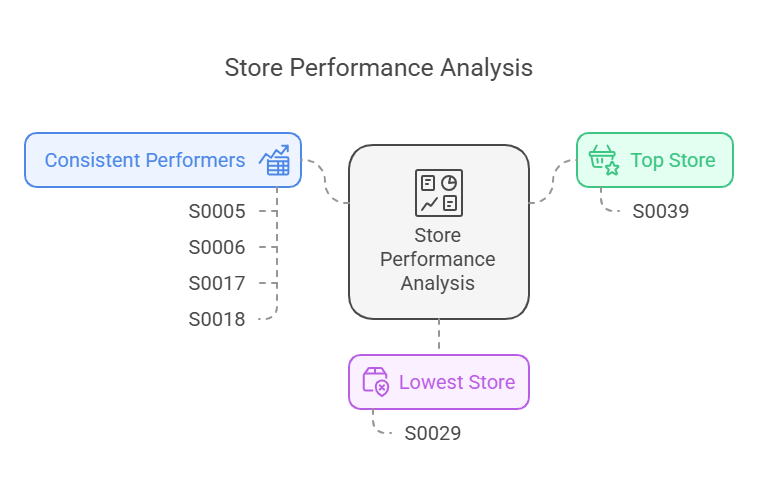 Store Performance Analysis
Consistent Performers
S0005
S0006
S0017
S0018
Store
Performance
Analysis
Top Store
S0039
Lowest Store
S0029